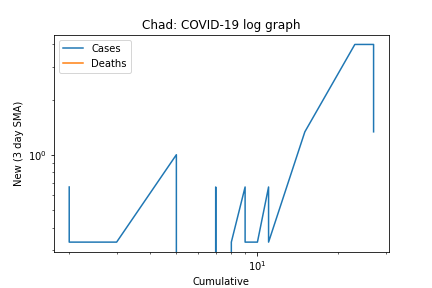 Chad: COVID-19 log graph
Cases
Deaths
New (3 day SMA)
10⁰
10¹
Cumulative